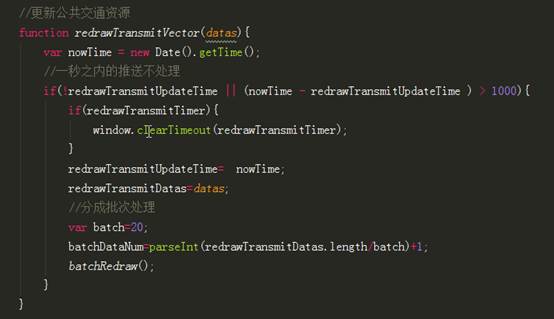 //更新公共交通资源
function redrawTransmitVector(datas){
var nowTime = new Date().getTime();
//一秒之内的推送不处理
if(!redrawTransmitUpdateTime || (nowTime - redrawTransmitUpdateTime ) > 1000){
if(redrawTransmitTimer){
window.clearTimeout(redrawTransmitTimer);
}
redrawTransmitUpdateTime=  nowTime;
redrawTransmitDatas=datas;
//分成批次处理
var batch=20;
batchDataNum=parseInt(redrawTransmitDatas.length/batch)+1;
batchRedraw();
}
}